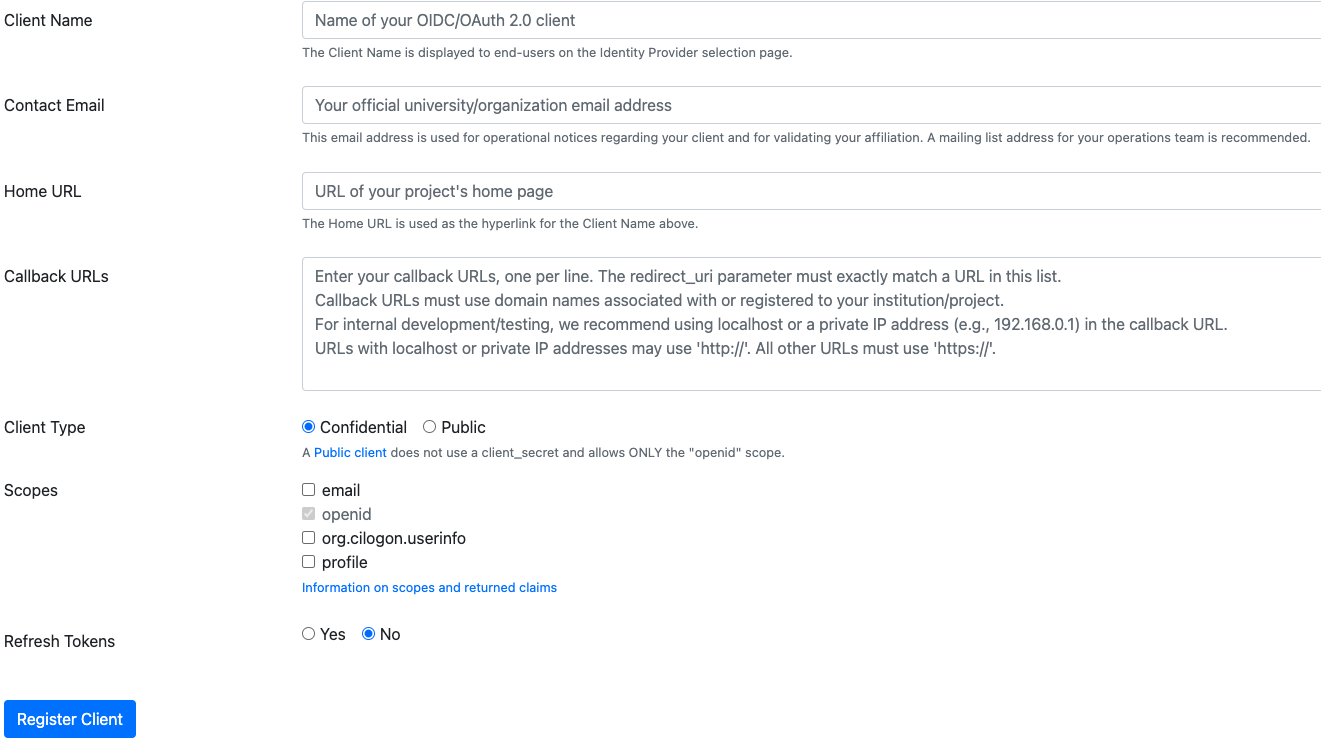 Client Name
Name of your OIDC/OAuth 2.0 client
The Client Name is displayed to end-users on the Identity Provider selection page.
Contact Email
Your official university/organization email address
This email address is used for operational notices regarding your client and for validating your affiliation. A mailing list address for your operations team is recommended.
Home URL
URL of your project's home page
The Home URL is used as the hyperlink for the Client Name above.
Callback URLs
Enter your callback URLs, one per line. The redirect_uri parameter must exactly match a URL in this list.
Callback URLs must use domain names associated with or registered to your institution/project.
For internal development/testing, we recommend using localhost or a private IP address (e.g., 192.168.0.1) in the callback URL.
URLs with localhost or private IP addresses may use 'http://'. All other URLs must use 'https://'.
Client Type
Confidential Public
A Public client does not use a client_secret and allows ONLY the "openid" scope.
Scopes
email
openid
org.cilogon.userinfo
profile
Information on scopes and returned claims
Refresh Tokens
Yes No
Register Client